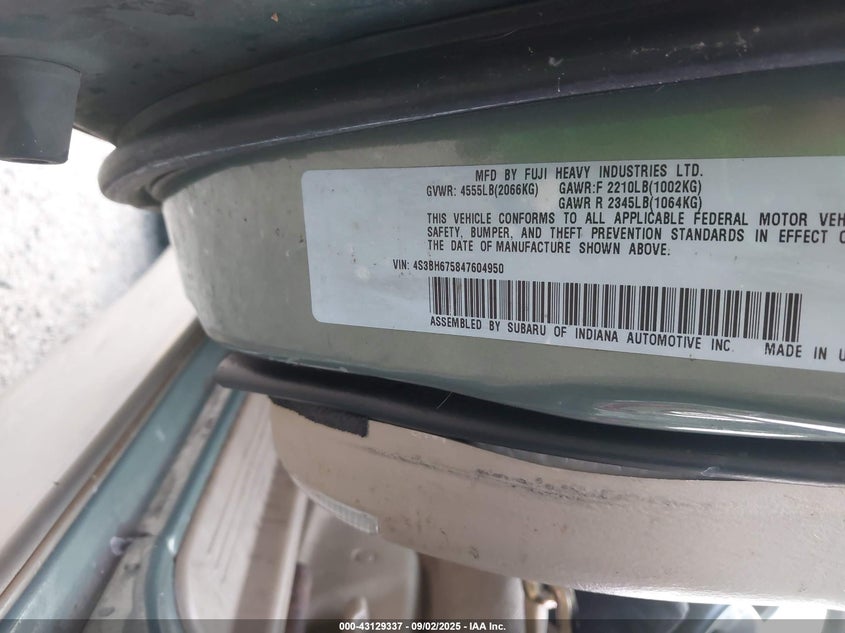 MFD BY FUJI HEAVY INDUSTRIES LTD.
GVWR: 4555LB(2066KG) GAWR:F 2210LB(1002KG)
GAWR R 2345LB(1064KG)
THIS VEHICLE CONFORMS TO ALL APPLICABLE FEDERAL MOTOR VEH
SAFETY, BUMPER, AND THEFT PREVENTION STANDARDS IN EFFECT O
THE DATE OF MANUFACTURE SHOWN ABOVE.
VIN: 4S3BH675847604950
ASSEMBLED BY SUBARU OF INDIANA AUTOMOTIVE INC. MADE IN U
000-43129337 - 09/02/2025 - IAA Inc.